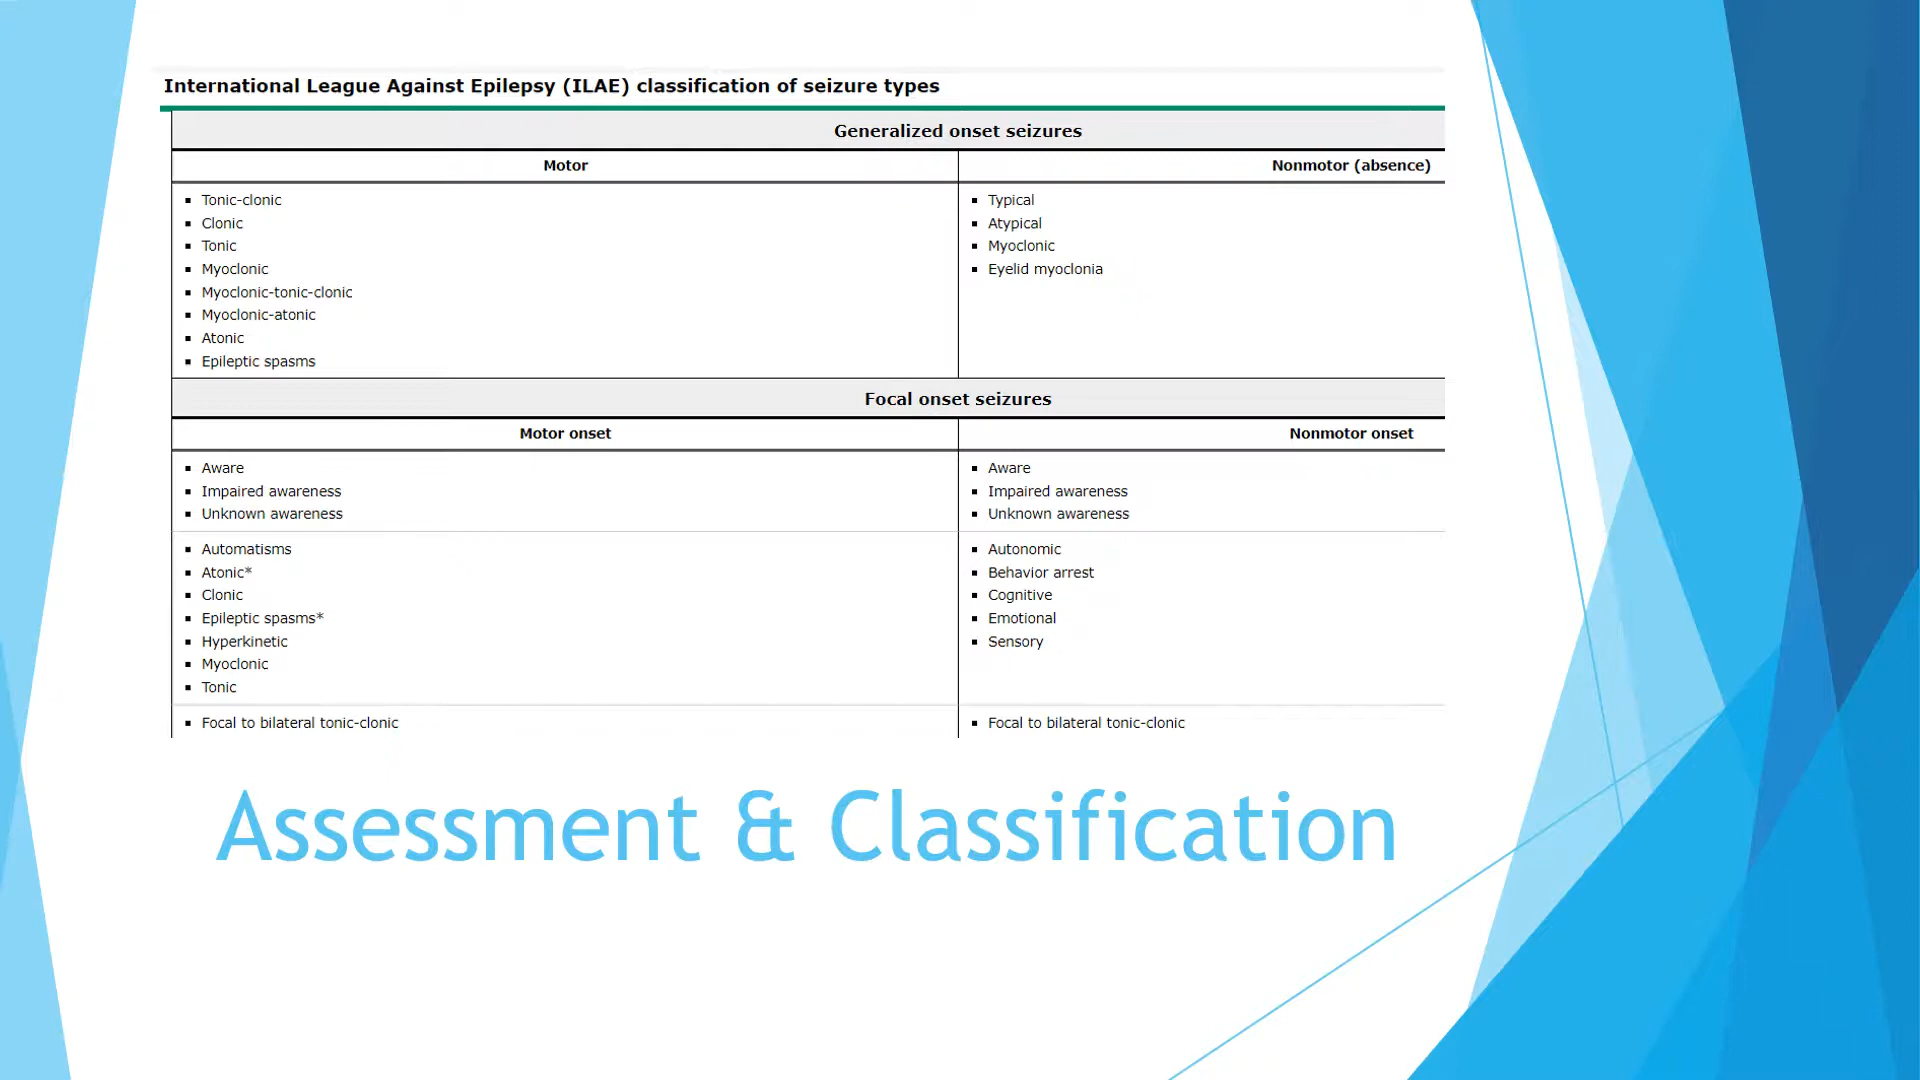 International League Against Epilepsy (ILAE) classification of seizure types
Generalized onset seizures
Motor
Nonmotor (absence)
▪ Tonic-clonic
▪ Clonic
▪ Tonic
▪ Myoclonic
▪ Myoclonic-tonic-clonic
▪ Myoclonic-atonic
▪ Atonic
▪ Epileptic spasms
▪ Typical
▪ Atypical
▪ Myoclonic
▪ Eyelid myoclonia
Focal onset seizures
Motor onset
Nonmotor onset
▪ Aware
▪ Impaired awareness
▪ Unknown awareness
▪ Aware
▪ Impaired awareness
▪ Unknown awareness
▪ Automatisms
▪ Atonic*
▪ Clonic
▪ Epileptic spasms*
▪ Hyperkinetic
▪ Myoclonic
▪ Tonic
▪ Autonomic
▪ Behavior arrest
▪ Cognitive
▪ Emotional
▪ Sensory
▪ Focal to bilateral tonic-clonic
▪ Focal to bilateral tonic-clonic
Assessment & Classification